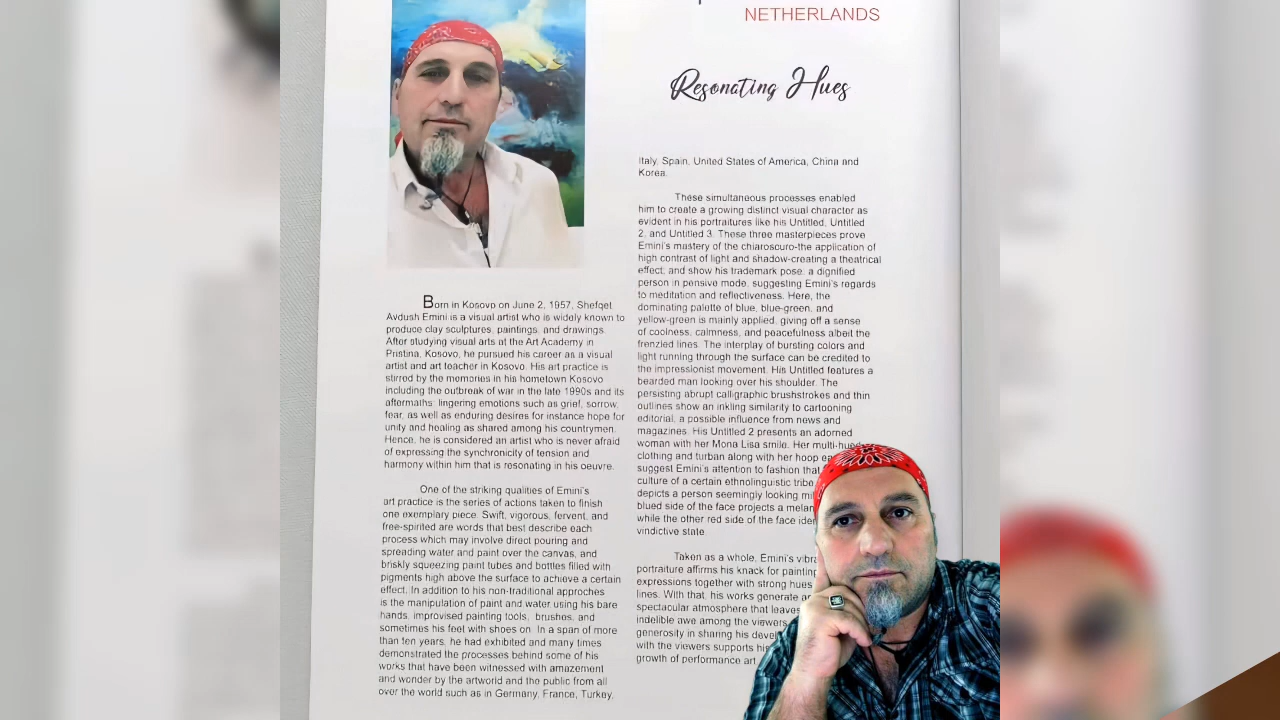 NETHERLANDS
Resonating Hues
Born in Kosovo on June 2, 1957, Shefqet
Avdush Emini is a visual artist who is widely known to
produce clay sculptures, paintings, and drawings.
After studying visual arts at the Art Academy in
Pristina, Kosovo, he pursued his career as a visual
artist and art teacher in Kosovo. His art practice is
stirred by the memories in his hometown Kosovo
including the outbreak of war in the late 1990s and its
aftermaths: lingering emotions such as grief, sorrow,
fear, as well as enduring desires for instance hope for
unity and healing as shared among his countrymen.
Hence, he is considered an artist who is never afraid
of expressing the synchronicity of tension and
harmony within him that is resonating in his oeuvre.
One of the striking qualities of Emini's
art practice is the series of actions taken to finish
one exemplary piece. Swift, vigorous, fervent, and
free-spirited are words that best describe each
process which may involve direct pouring and
spreading water and paint over the canvas, and
briskly squeezing paint tubes and bottles filled with
pigments high above the surface to achieve a certain
effect. In addition to his non-traditional approches
is the manipulation of paint and water using his bare
hands, improvised painting tools, brushes, and
sometimes his feet with shoes on. In a span of more
than ten years, he had exhibited and many times
demonstrated the processes behind some of his
works that have been witnessed with amazement
and wonder by the artworld and the public from all
over the world such as in Germany, France, Turkey,
Italy, Spain, United States of America, China and
Korea.
These simultaneous processes enabled
him to create a growing distinct visual character as
evident in his portraitures like his Untitled, Untitled
2, and Untitled 3. These three masterpieces prove
Emini's mastery of the chiaroscuro-the application of
high contrast of light and shadow-creating a theatrical
effect; and show his trademark pose: a dignified
person in pensive mode, suggesting Emini's regards
to meditation and reflectiveness. Here, the
dominating palette of blue, blue-green, and
yellow-green is mainly applied, giving off a sense
of coolness, calmness, and peacefulness albeit the
frenzied lines. The interplay of bursting colors and
light running through the surface can be credited to
the impressionist movement. His Untitled features a
bearded man looking over his shoulder. The
persisting abrupt calligraphic brushstrokes and thin
outlines show an inkling similarity to cartooning
editorial, a possible influence from news and
magazines. His Untitled 2 presents an adorned
woman with her Mona Lisa smile. Her multi-hued
clothing and turban along with her hoop
suggest Emini's attention to fashion that
culture of a certain ethnolinguistic tribe
depicts a person seemingly looking
blued side of the face projects a
while the other red side of the face
vindictive state.
Taken as a whole, Emini's
portraiture affirms his knack for painting
expressions together with strong hues
lines. With that, his works generate
spectacular atmosphere that leaves
indelible awe among the viewers
generosity in sharing his
with the viewers supports his
growth of performance art